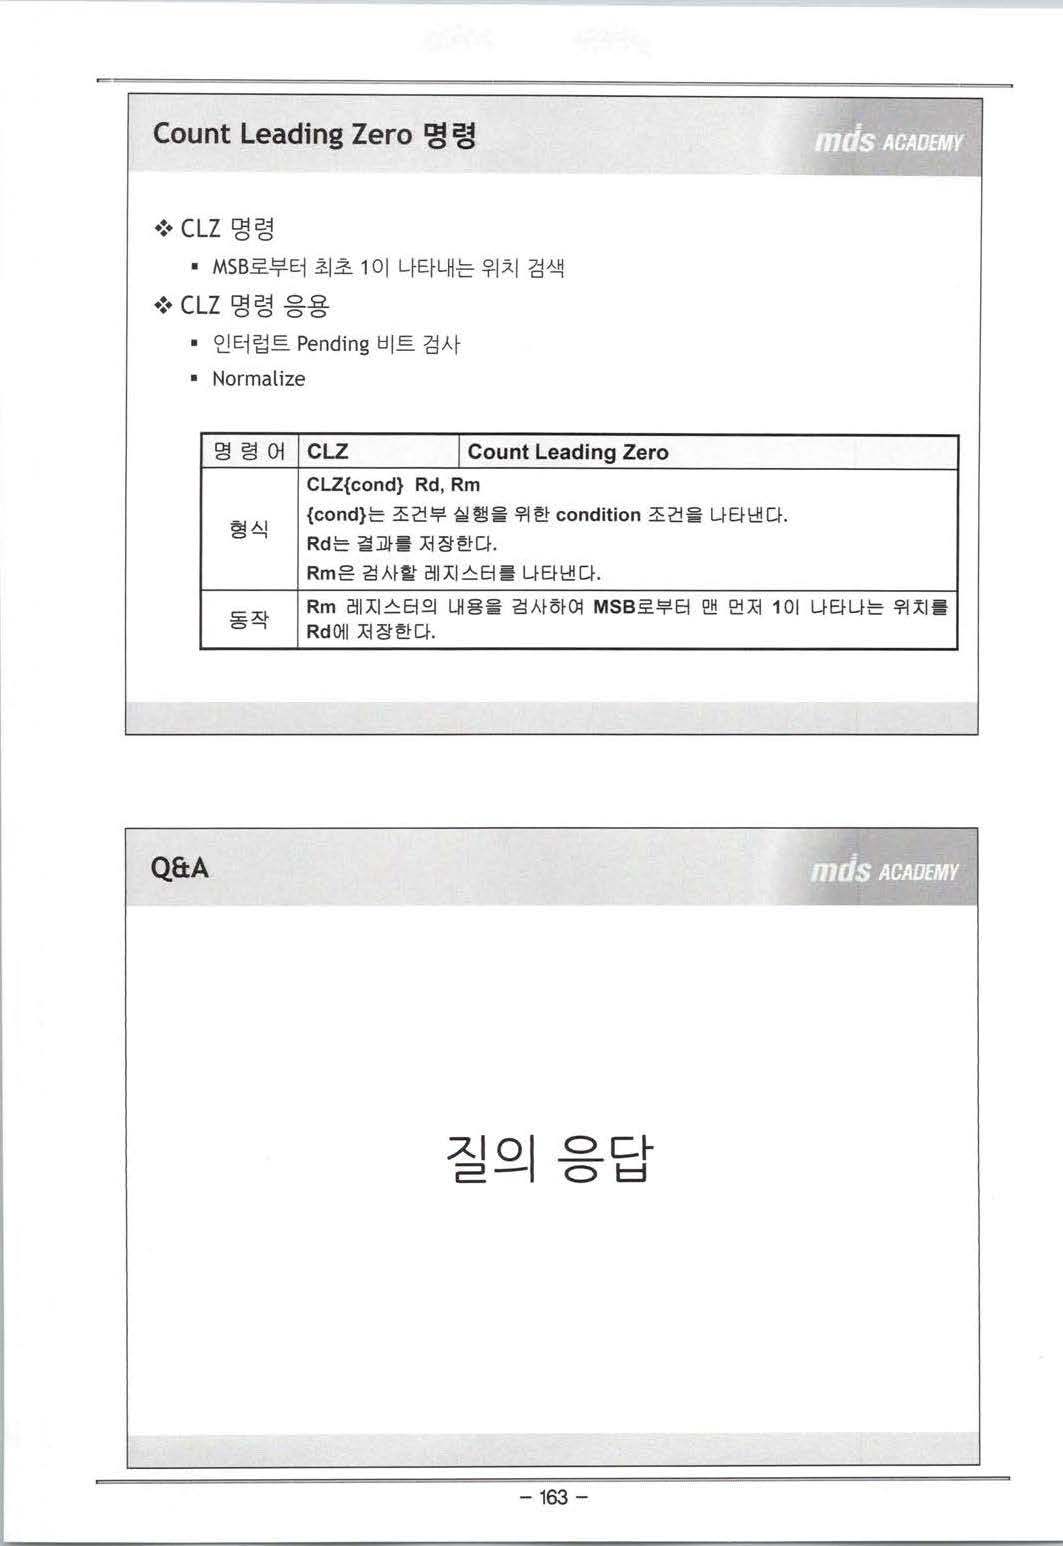 Count Leading Zero 명령
mds ACADEMY
❖ CLZ 명령
▪ MSB로부터 최초 1이 나타내는 위치 검색
❖ CLZ 명령 응용
▪ 인터럽트 Pending 비트 검사
▪ Normalize
명 령 어 CLZ Count Leading Zero
형식
CLZ{cond} Rd, Rm
{cond}는 조건부 실행을 위한 condition 조건을 나타낸다.
Rd는 결과를 저장한다.
Rm은 검사할 레지스터를 나타낸다.
동작
Rm 레지스터의 내용을 검사하여 MSB로부터 맨 먼저 1이 나타나는 위치를
Rd에 저장한다.
Q&A
mds ACADEMY
질의 응답
– 163 –